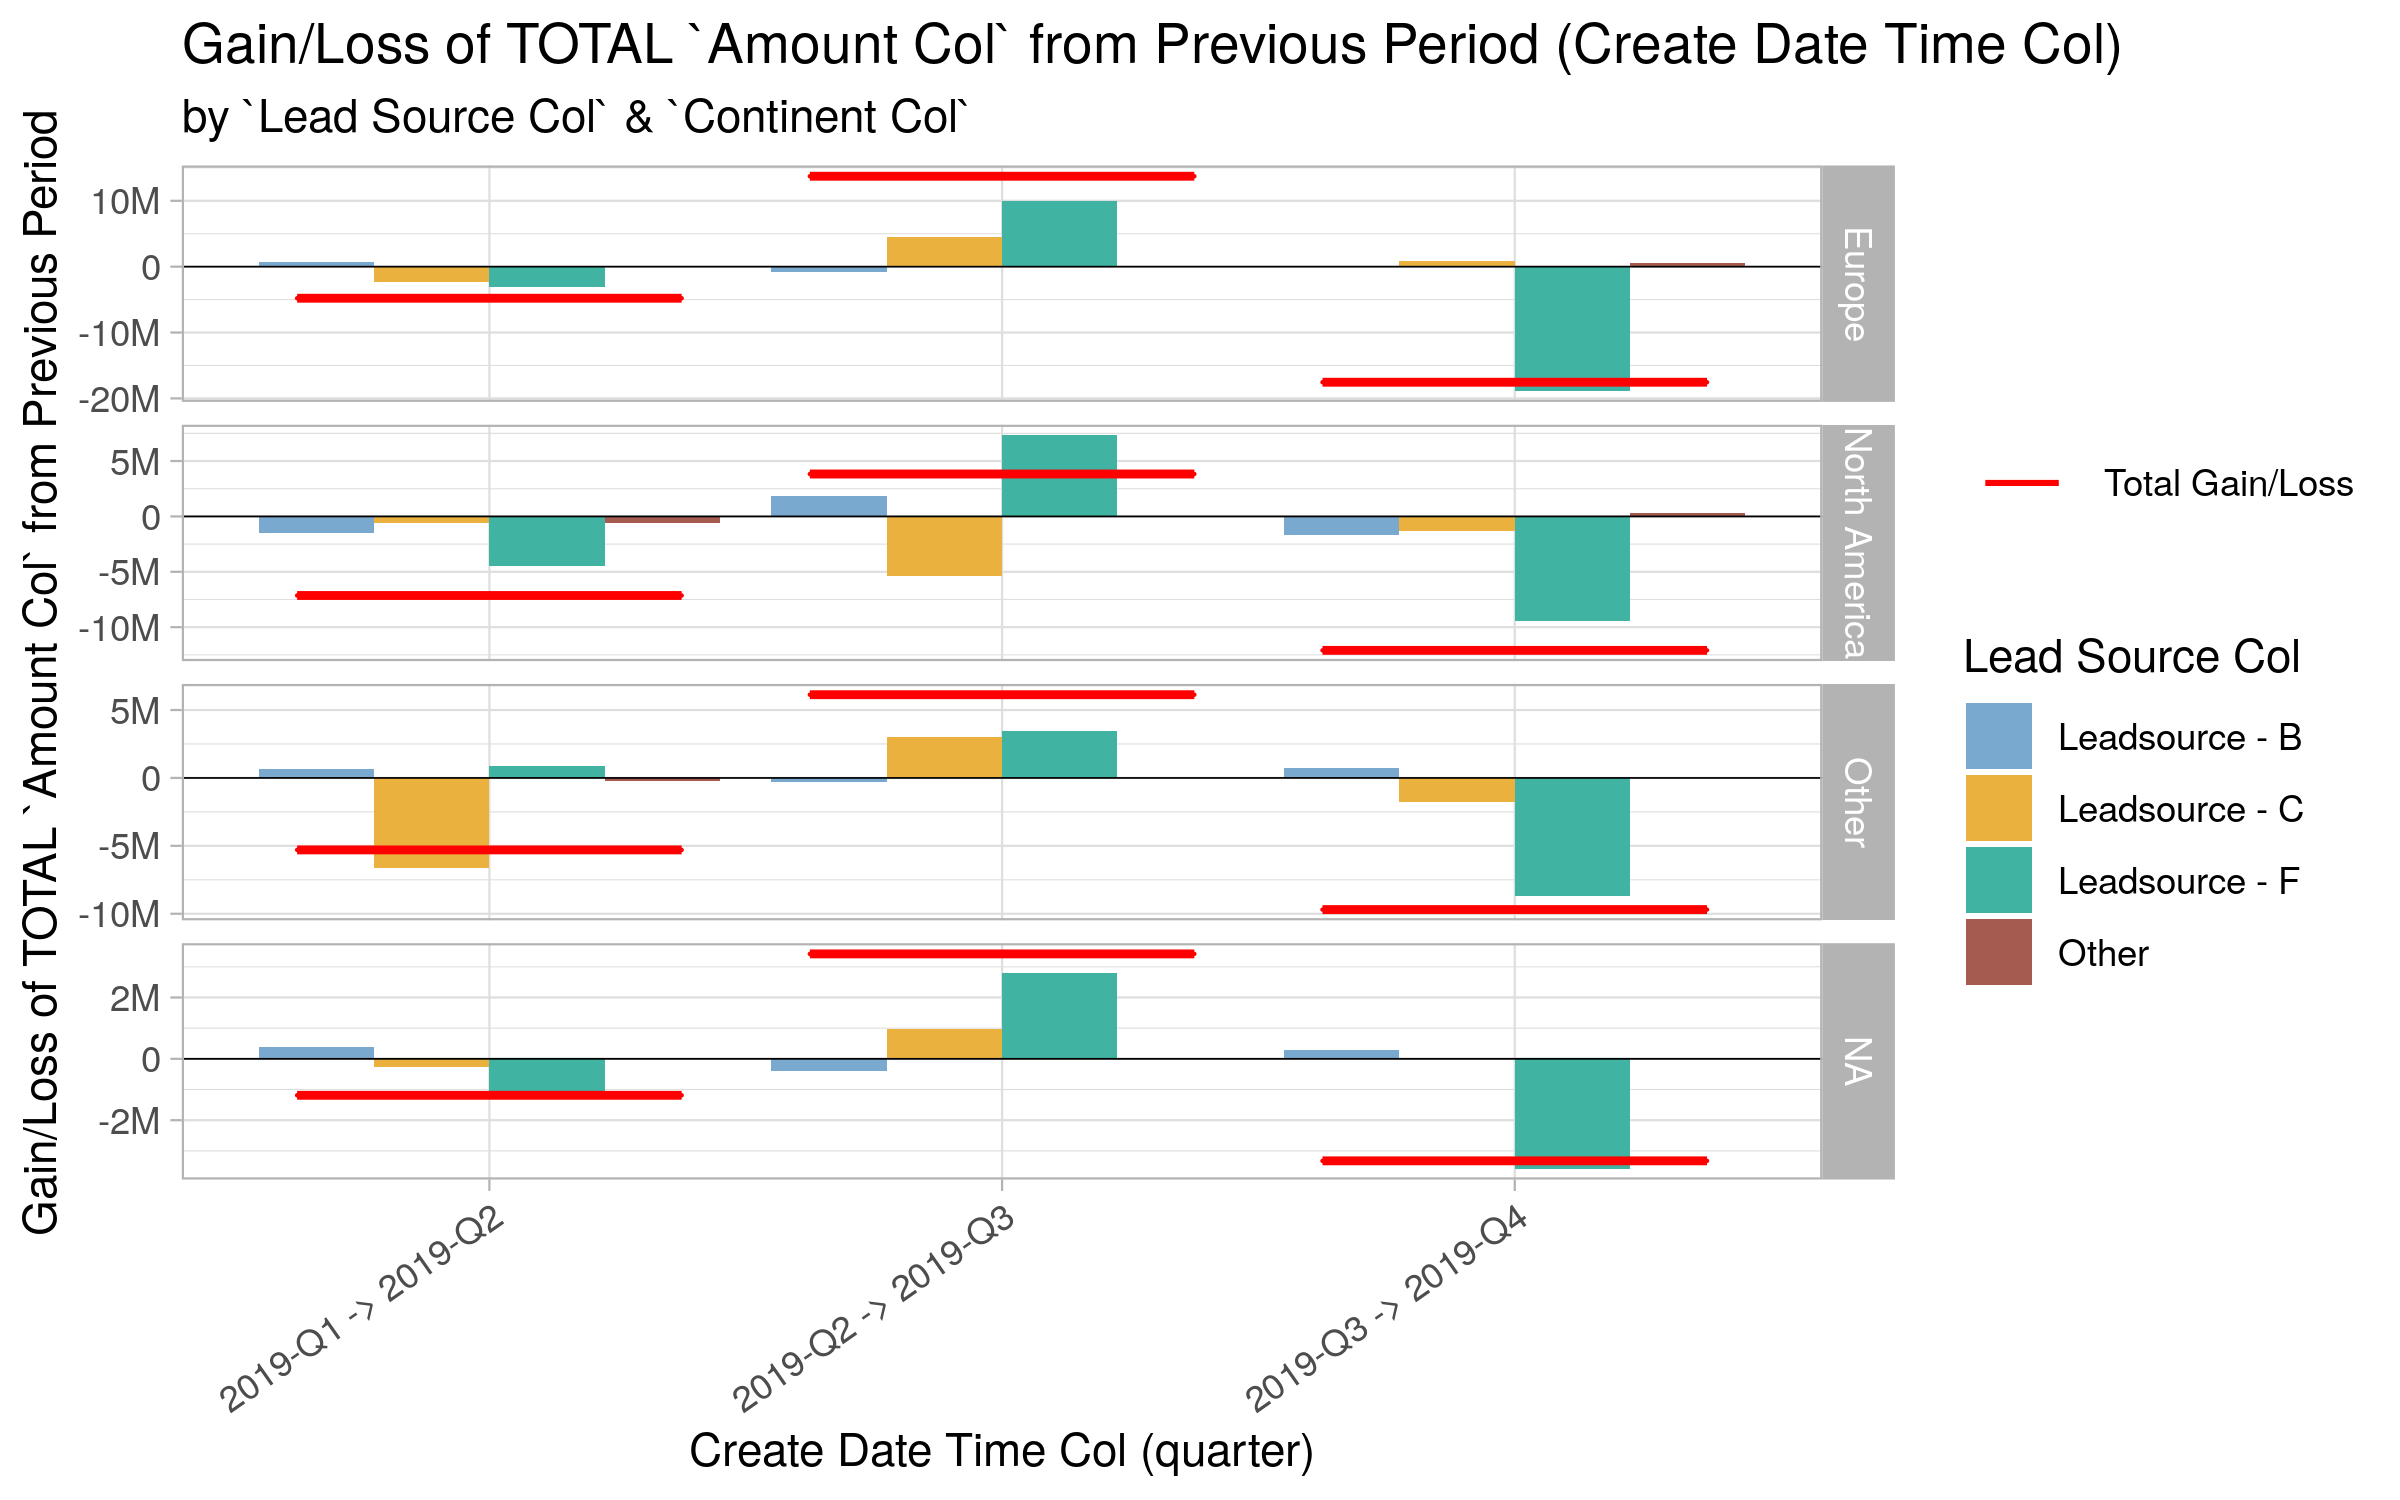 Gain/Loss of TOTAL `Amount Col` from Previous Period (Create Date Time Col)
by `Lead Source Col` & `Continent Col`
Gain/Loss of TOTAL `Amount Col` from Previous Period
10M
0
-10M
-20M
Europe
5M
0
-5M
-10M
North America
5M
0
-5M
-10M
Other
2M
0
-2M
NA
2019-Q1 -> 2019-Q2
2019-Q2 -> 2019-Q3
2019-Q3 -> 2019-Q4
Create Date Time Col (quarter)
Total Gain/Loss
Lead Source Col
Leadsource - B
Leadsource - C
Leadsource - F
Other